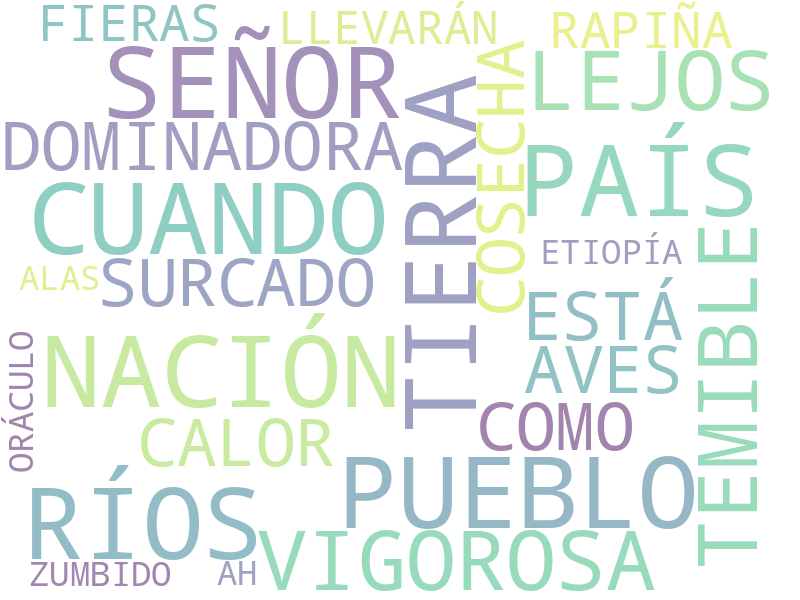 FIERAS
LLEVARÁN
RAPIÑA
SEÑOR
LEJOS
TIERRA
COSECHA
DOMINADORA
PAÍS
CUANDO
TEMIBLE
ETIOPÍA
ALAS
SURCADO
ESTÁ
AVES
ORÁCULO
NACIÓN
CALOR
COMO
PUEBLO
RÍOS
VIGOROSA
ZUMBIDO
AH